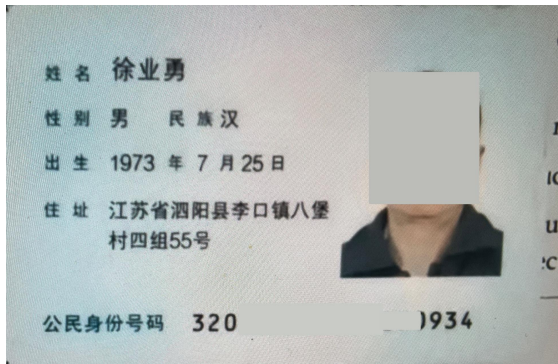 姓名 徐业勇
性别 男 民族 汉
出生 1973 年 7 月 25 日
住址 江苏省泗阳县李口镇八堡
村四组55号
公民身份号码 320 0934